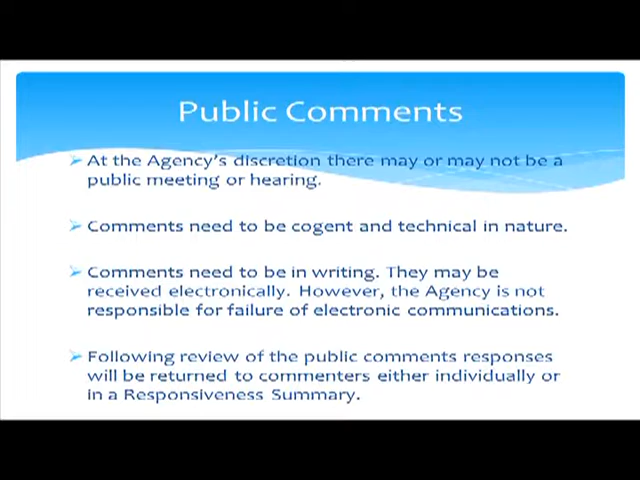 Public Comments
At the Agency's discretion there may or may not be a
public meeting or hearing.
Comments need to be cogent and technical in nature.
Comments need to be in writing. They may be
received electronically. However, the Agency is not
responsible for failure of electronic communications.
Following review of the public comments responses
will be returned to commenters either individually or
in a Responsiveness Summary.